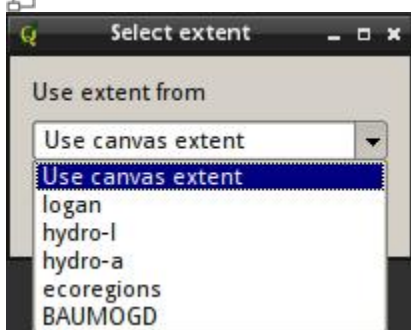 Select extent
Use extent from
Use canvas extent
Use canvas extent
logan
hydro-l
hydro-a
ecoregions
BAUMOGD